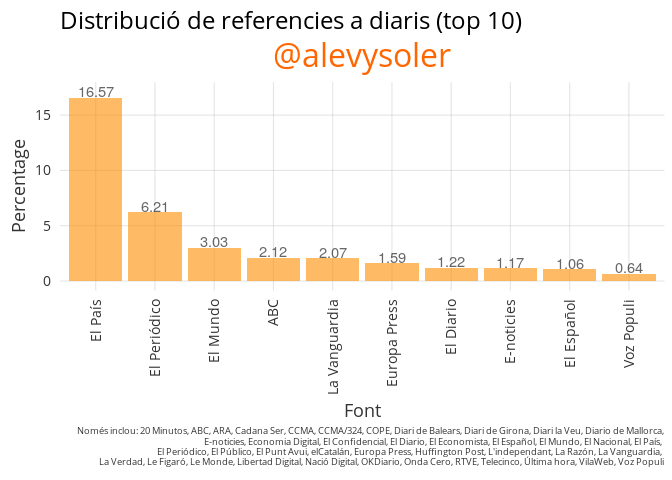 Distribució de referencies a diaris (top 10)
@alevysoler
Percentage
15
10
5
0
16.57
6.21
3.03
2.12
2.07
1.59
1.22
1.17
1.06
0.64
El País
El Periódico
El Mundo
ABC
La Vanguardia
Europa Press
El Diario
E-noticies
El Español
Voz Populi
Font
Només inclou: 20 Minutos, ABC, ARA, Cadana Ser, CCMA, CCMA/324, COPE, Diari de Balears, Diari de Girona, Diari la Veu, Diario de Mallorca,
E-noticies, Economia Digital, El Confidencial, El Diario, El Economista, El Español, El Mundo, El Nacional, El País,
El Periódico, El Público, El Punt Avui, elCatalán, Europa Press, Huffington Post, L'independant, La Razón, La Vanguardia,
La Verdad, Le Figaró, Le Monde, Libertad Digital, Nació Digital, OKDiario, Onda Cero, RTVE, Telecinco, Última hora, VilaWeb, Voz Populi